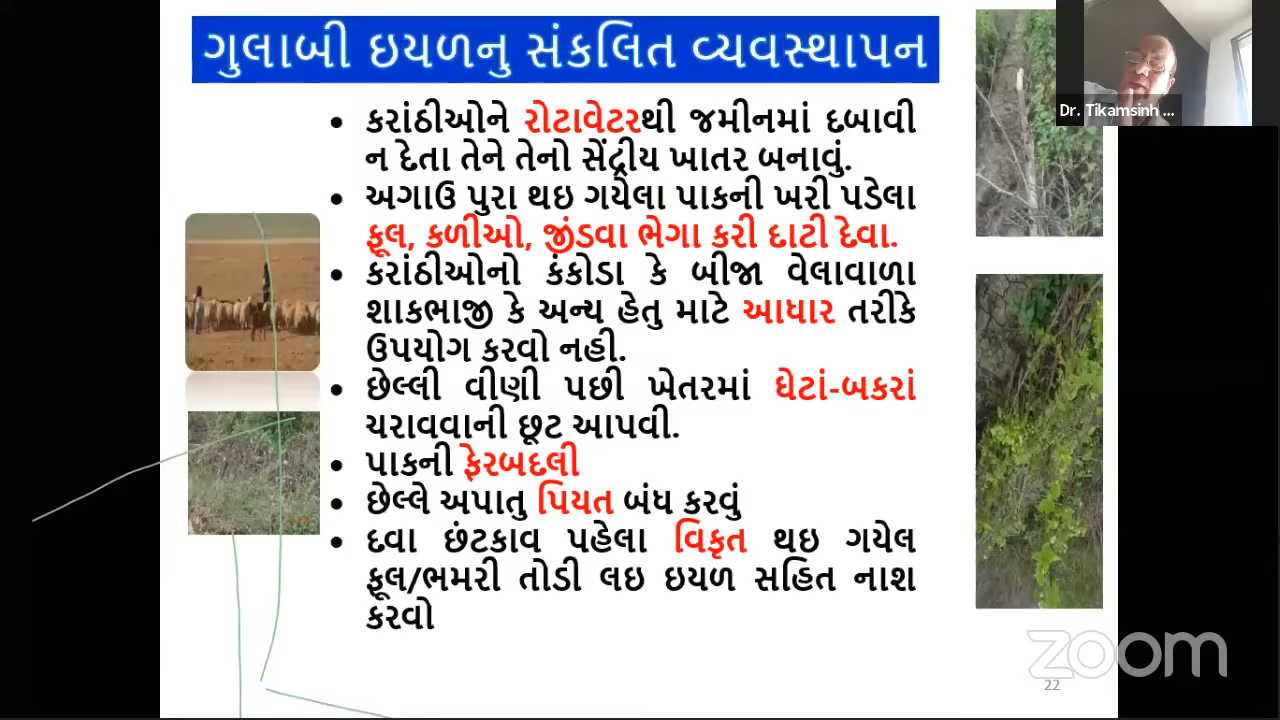 ગુલાબી ઇયળનુ સંકલિત વ્યવસ્થાપન
Dr. Tikamsinh ...
• કરાંઠીઓને રોટાવેટરથી જમીનમાં દબાવી
ન દેતા તેને તેનો સેંદ્રીય ખાતર બનાવું.
• અગાઉ પુરા થઇ ગયેલા પાકની ખરી પડેલા
ફૂલ, કળીઓ, જીંડવા ભેગા કરી દાટી દેવા.
• કરાંઠીઓનો કંકોડા કે બીજા વેલાવાળા
શાકભાજી કે અન્ય હેતુ માટે આધાર તરીકે
ઉપયોગ કરવો નહી.
• છેલ્લી વીણી પછી ખેતરમાં ઘેટાં-બકરાં
ચરાવવાની છૂટ આપવી.
• પાકની ફેરબદલી
• છેલ્લે અપાતુ પિયત બંધ કરવું
• દવા છંટકાવ પહેલા વિકૃત થઇ ગયેલ
ફૂલ/ભમરી તોડી લઇ ઇયળ સહિત નાશ
કરવો
zoom
22